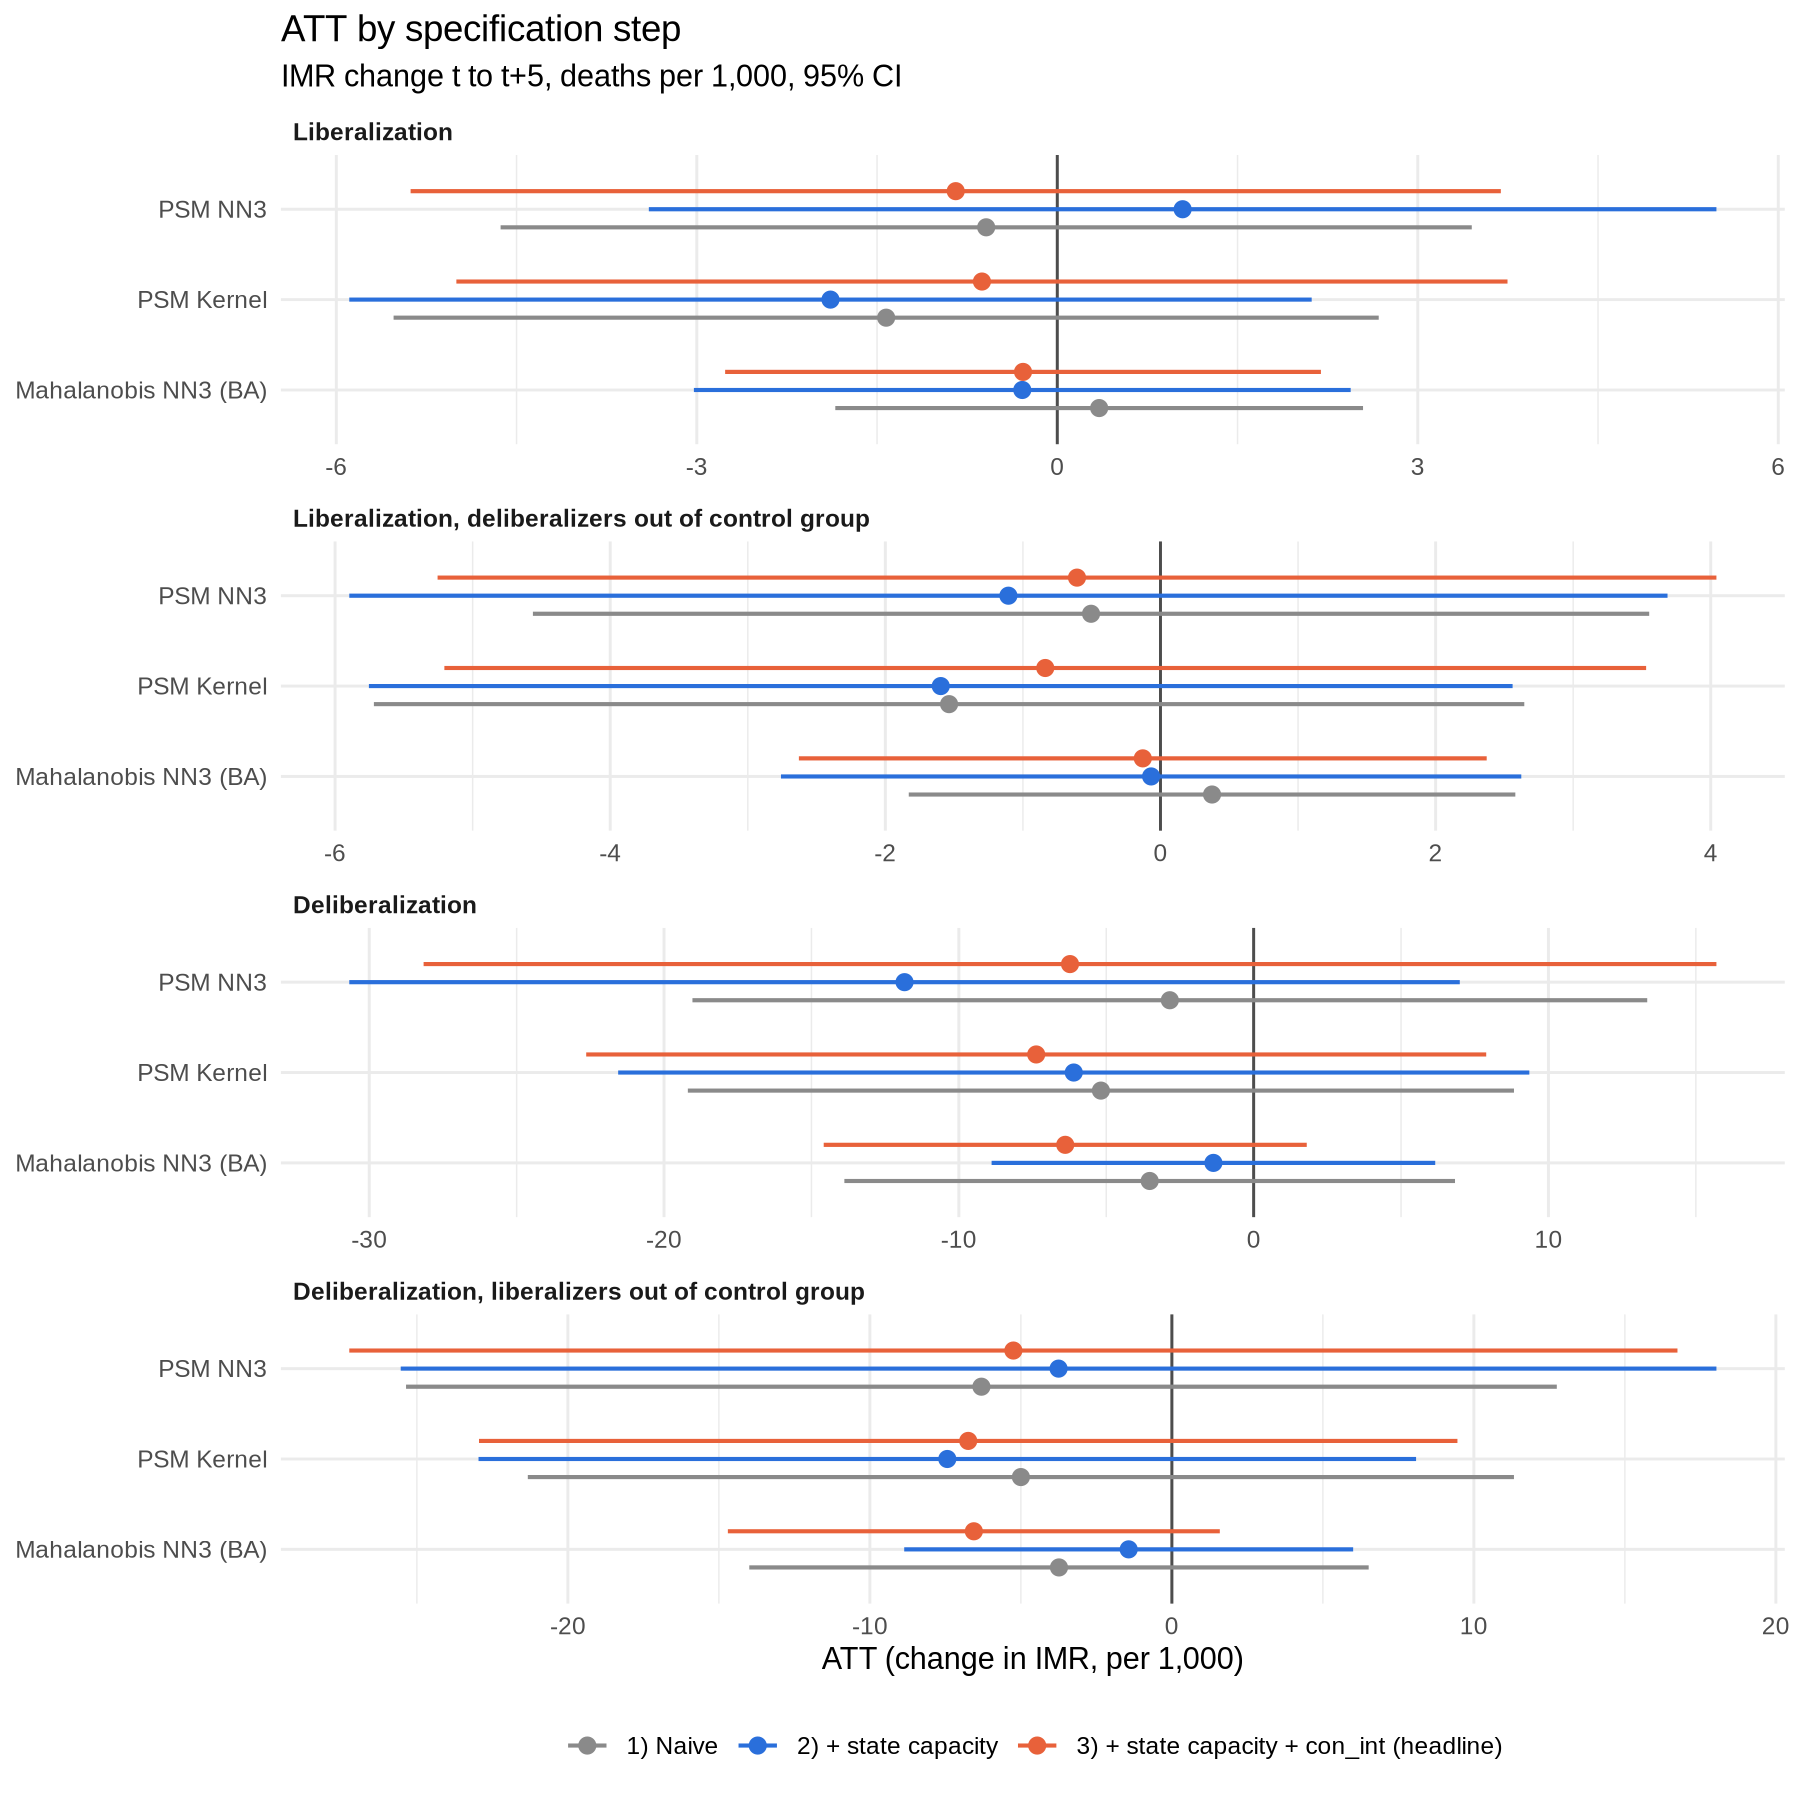 ATT by specification step
IMR change t to t+5, deaths per 1,000, 95% CI
Liberalization
PSM NN3
PSM Kernel
Mahalanobis NN3 (BA)
-6 -3 0 3 6
Liberalization, deliberalizers out of control group
PSM NN3
PSM Kernel
Mahalanobis NN3 (BA)
-6 -4 -2 0 2 4
Deliberalization
PSM NN3
PSM Kernel
Mahalanobis NN3 (BA)
-30 -20 -10 0 10
Deliberalization, liberalizers out of control group
PSM NN3
PSM Kernel
Mahalanobis NN3 (BA)
-20 -10 0 10 20
ATT (change in IMR, per 1,000)
1) Naive 2) + state capacity 3) + state capacity + con_int (headline)